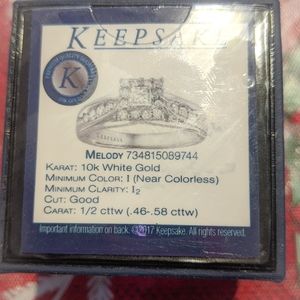 KEEPSAKE
K
MELODY 734815089744
KARAT: 10k White Gold
MINIMUM COLOR: I (Near Colorless)
MINIMUM CLARITY: I2
CUT: Good
CARAT: 1/2 cttw (.46-.58 cttw)
Important information on back. ©2017 Keepsake. All rights reserved.